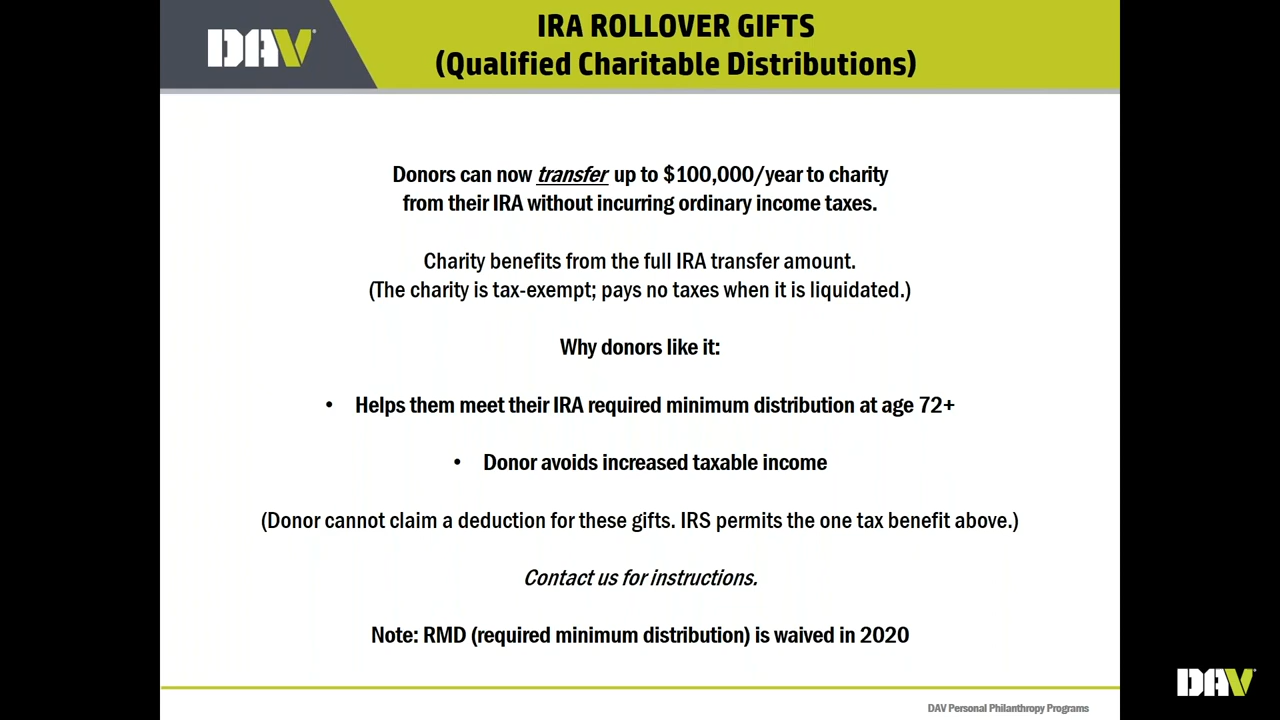 DAV
IRA ROLLOVER GIFTS
(Qualified Charitable Distributions)
Donors can now transfer up to $100,000/year to charity
from their IRA without incurring ordinary income taxes.
Charity benefits from the full IRA transfer amount.
(The charity is tax-exempt; pays no taxes when it is liquidated.)
Why donors like it:
• Helps them meet their IRA required minimum distribution at age 72+
• Donor avoids increased taxable income
(Donor cannot claim a deduction for these gifts. IRS permits the one tax benefit above.)
Contact us for instructions.
Note: RMD (required minimum distribution) is waived in 2020
DAV Personal Philanthropy Programs
DAV